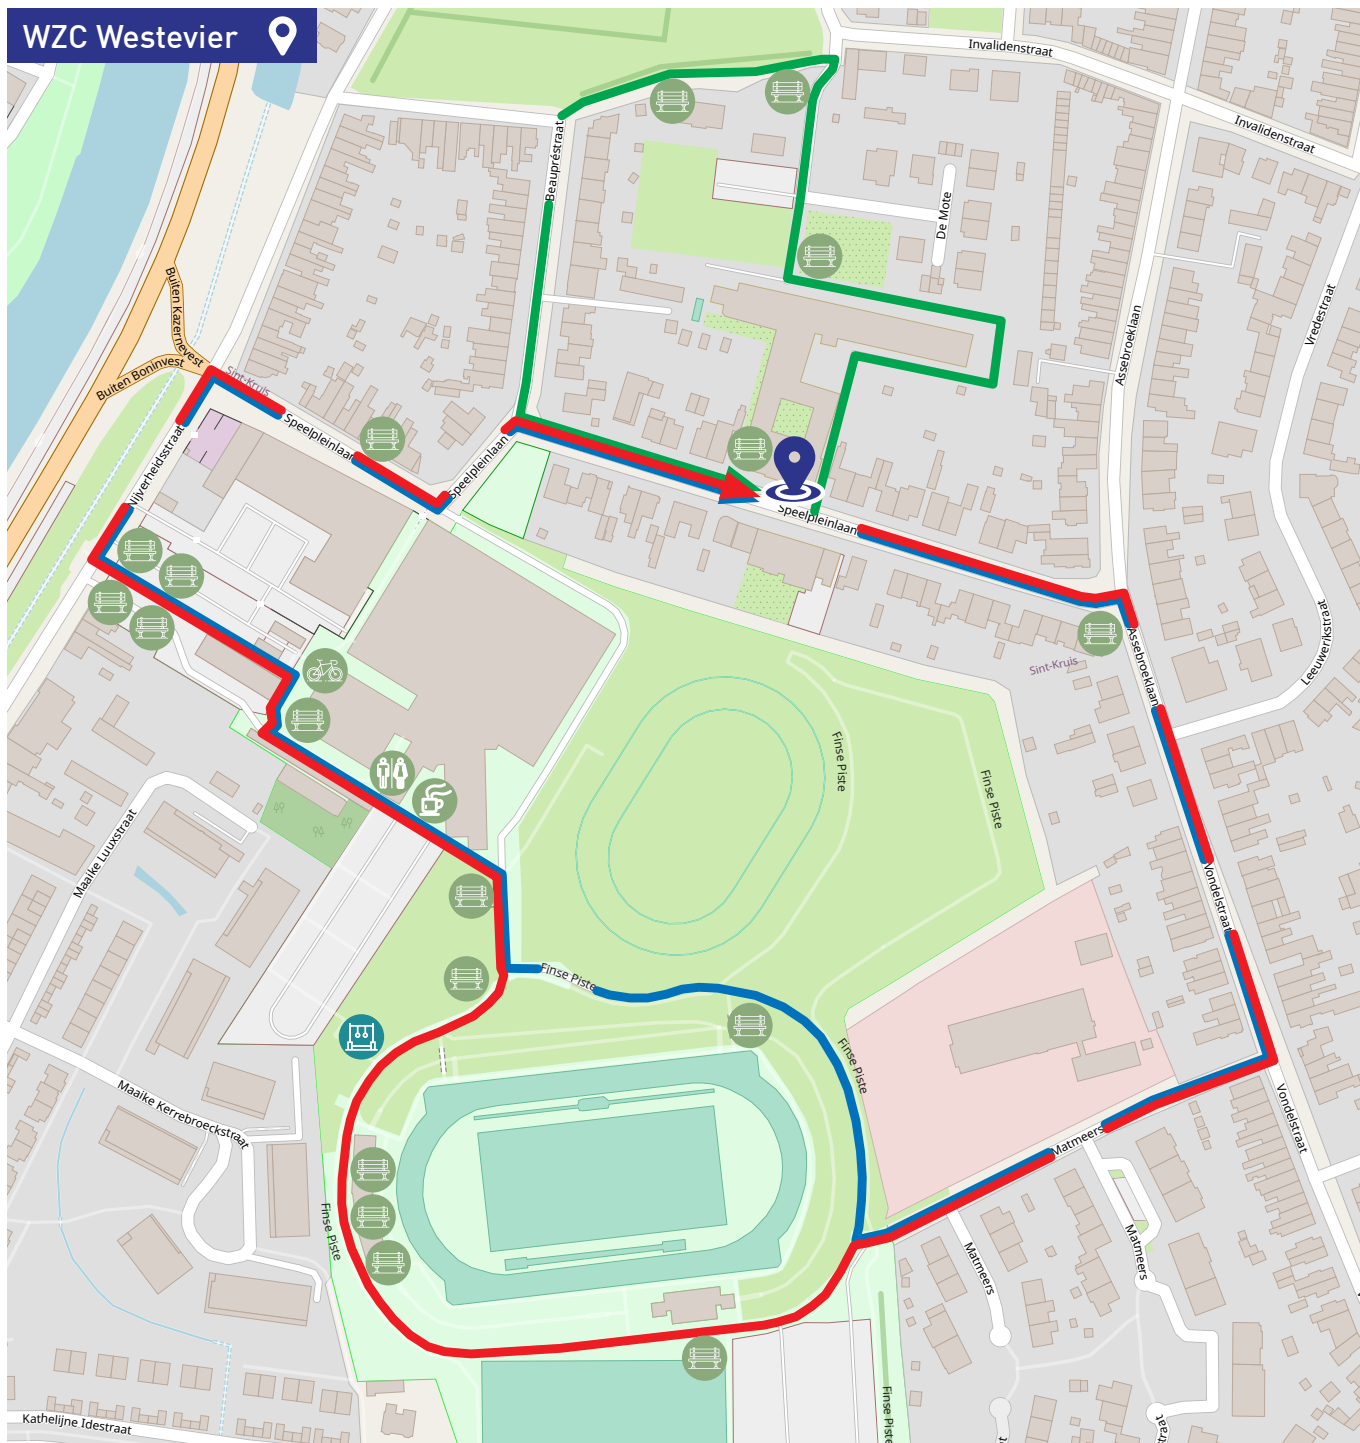 WZC Westevier
Invalidenstraat
Invalidenstraat
Beaupréstraat
De Mote
Buiten Kazernevest
Buiten Boninvest
Sint-Kruis
Speelpleinlaan
Speelpleinlaan
Assebroeklaan
Vredestraat
Nijverheidsstraat
Speelpleinlaan
Leeuwerikstraat
Sint-Kruis
Assebroeklaan
Finse Piste
Finse Piste
Maaike Luuxstraat
Vondelstraat
Finse Piste
Finse Piste
Maaike Kerrebroeckstraat
Matmeers
Vondelstraat
Finse Piste
Matmeers
Matmeers
Finse Piste
Kathelijne Idestraat
straat